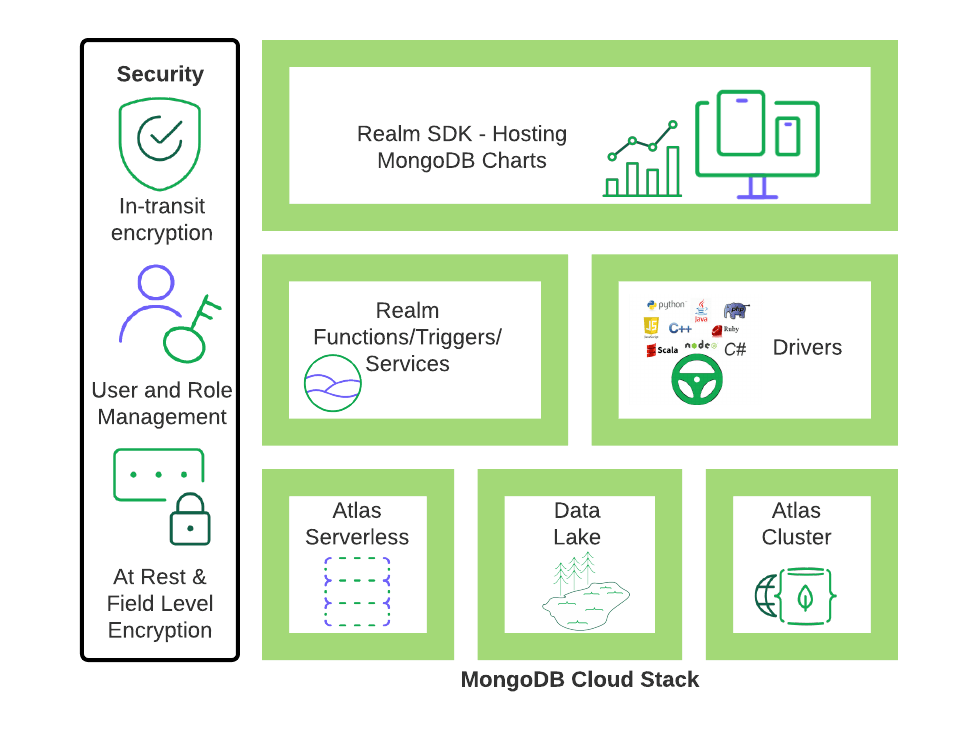 Security
In-transit
encryption
User and Role
Management
At Rest &
Field Level
Encryption
Realm SDK - Hosting
MongoDB Charts
Realm
Functions/Triggers/
Services
python
Java
php
JS
JavaScript
C++
Ruby
Scala
node
C#
Drivers
Atlas
Serverless
Data
Lake
Atlas
Cluster
MongoDB Cloud Stack